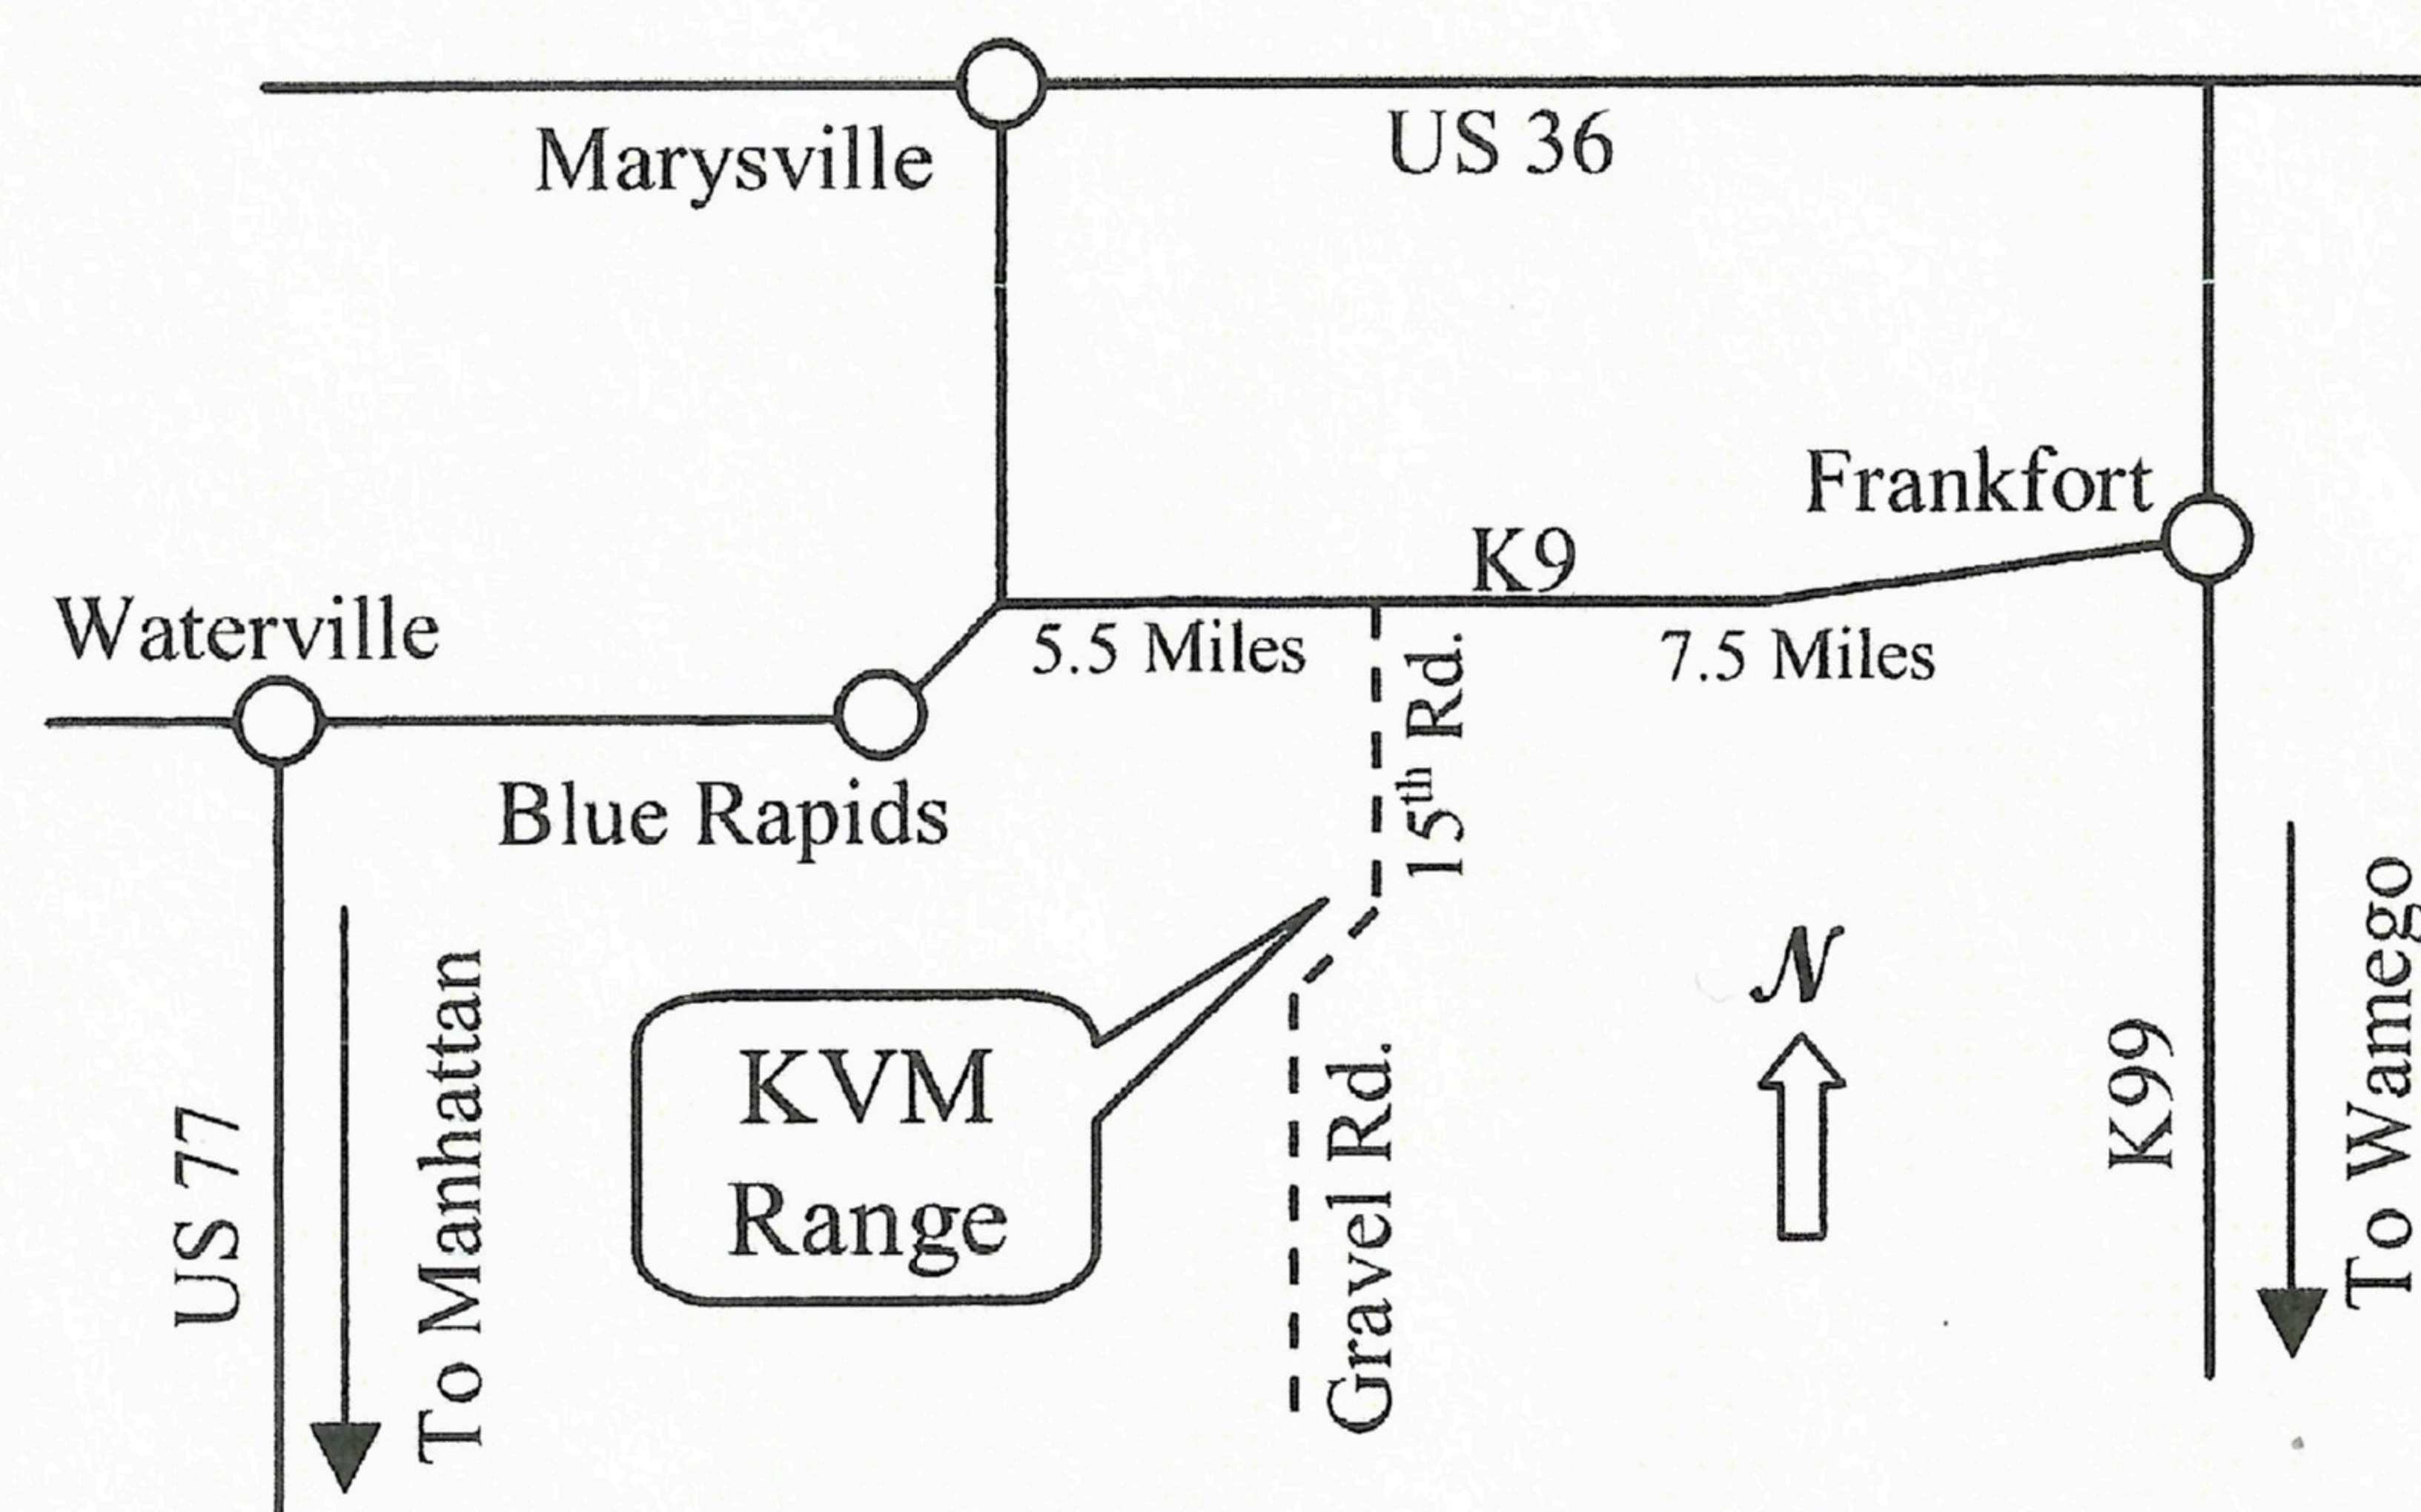 Marysville
US 36
Frankfort
K9
Waterville
5.5 Miles
7.5 Miles
15th Rd.
Blue Rapids
N
KVM
Range
Gravel Rd.
US 77
To Manhattan
K99
To Wamego